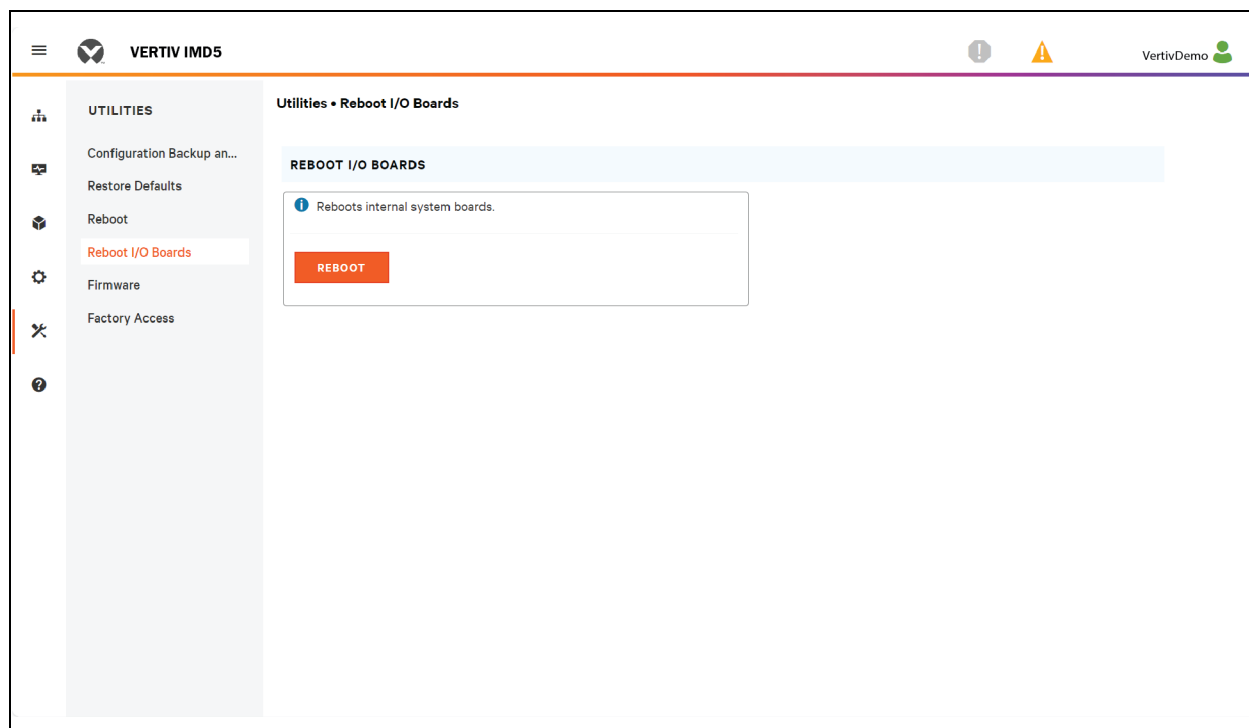 VERTIV IMD5
VertivDemo
UTILITIES
Configuration Backup an...
Restore Defaults
Reboot
Reboot I/O Boards
Firmware
Factory Access
Utilities • Reboot I/O Boards
REBOOT I/O BOARDS
Reboots internal system boards.
REBOOT